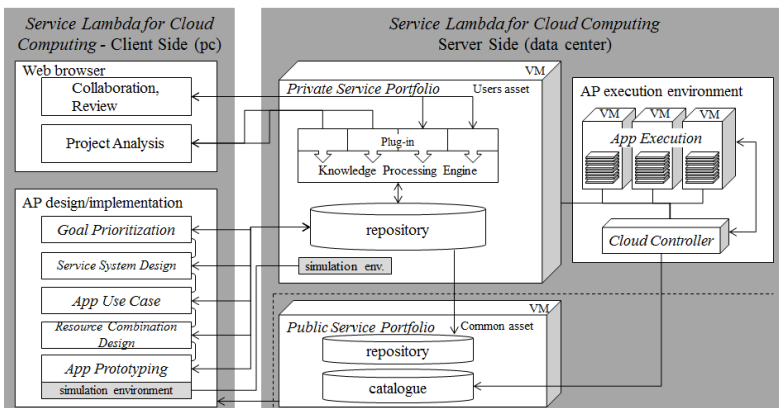 Service Lambda for Cloud
Computing - Client Side (pc)
Web browser
Collaboration,
Review
Project Analysis
AP design/implementation
Goal Prioritization
Service System Design
App Use Case
Resource Combination
Design
App Prototyping
simulation environment
Service Lambda for Cloud Computing
Server Side (data center)
VM
Private Service Portfolio
Users asset
Plug-in
Knowledge Processing Engine
repository
simulation env.
VM
Public Service Portfolio
Common asset
repository
catalogue
AP execution environment
VM VM VM
App Execution
Cloud Controller